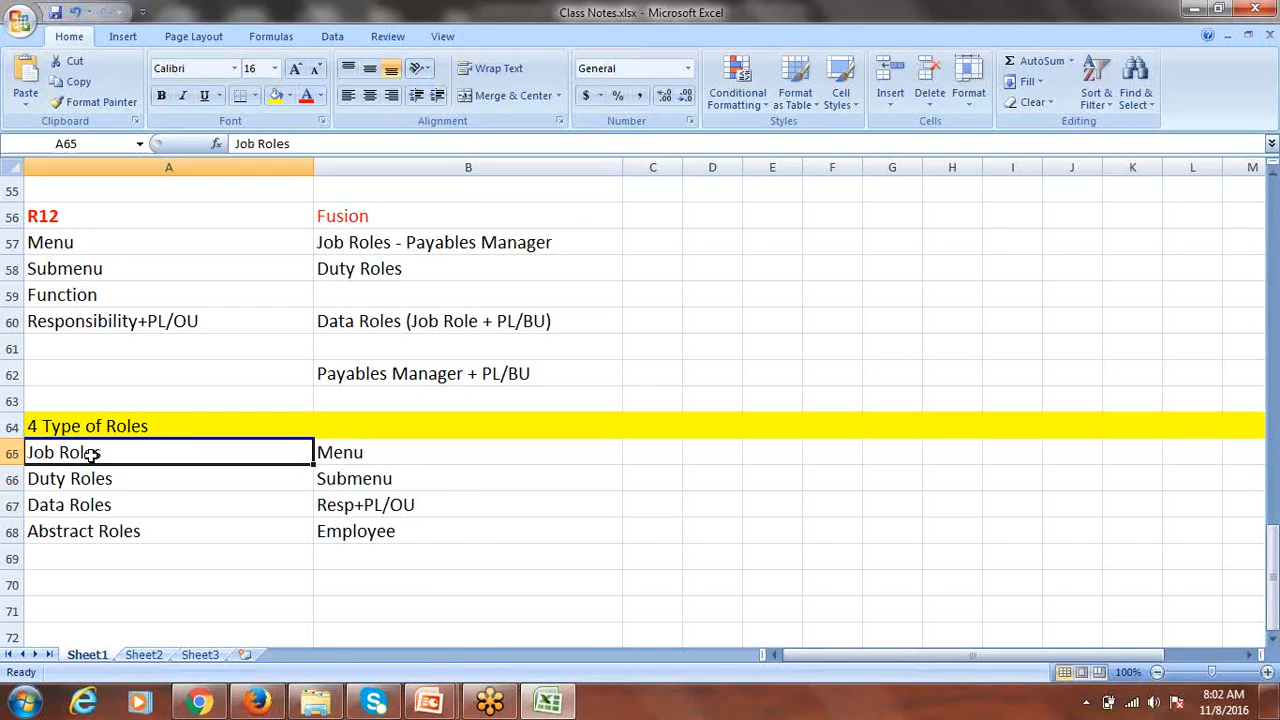 Class Notes.xlsx - Microsoft Excel
Home Insert Page Layout Formulas Data Review View
Paste
Cut
Copy
Format Painter
Clipboard
Calibri 16
B I U
Font
Wrap Text
Merge & Center
Alignment
General
$ % ,
Number
Conditional Formatting
Format as Table
Cell Styles
Styles
Insert Delete Format
Cells
AutoSum
Fill
Clear
Sort & Filter
Find & Select
Editing
A65 fx Job Roles
A B C D E F G H I J K L M
55
56 R12 Fusion
57 Menu Job Roles - Payables Manager
58 Submenu Duty Roles
59 Function
60 Responsibility+PL/OU Data Roles (Job Role + PL/BU)
61
62 Payables Manager + PL/BU
63
64 4 Type of Roles
65 Job Roles Menu
66 Duty Roles Submenu
67 Data Roles Resp+PL/OU
68 Abstract Roles Employee
69
70
71
72
Sheet1 Sheet2 Sheet3
Ready 100%
8:02 AM
11/8/2016